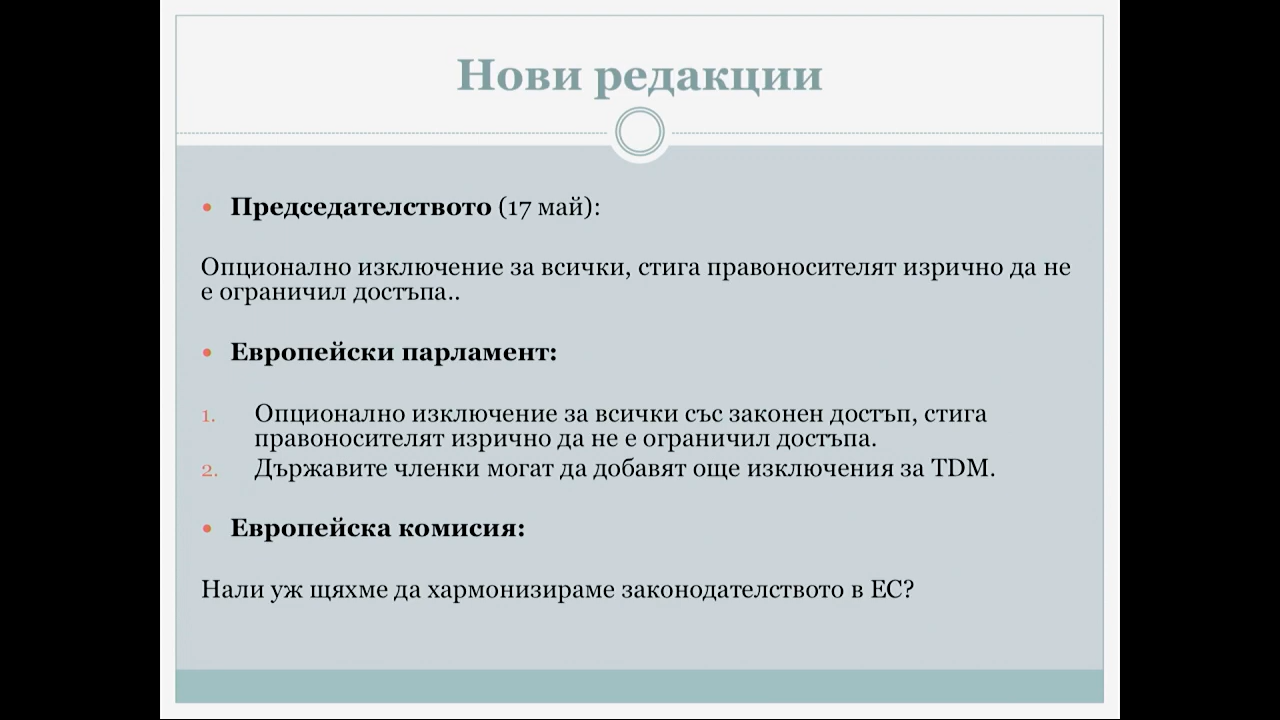 Нови редакции
• Председателството (17 май):
Опционално изключение за всички, стига правоносителят изрично да не
е ограничил достъпа..
• Европейски парламент:
1. Опционално изключение за всички със законен достъп, стига
правоносителят изрично да не е ограничил достъпа.
2. Държавите членки могат да добавят още изключения за TDM.
• Европейска комисия:
Нали уж щяхме да хармонизираме законодателството в ЕС?